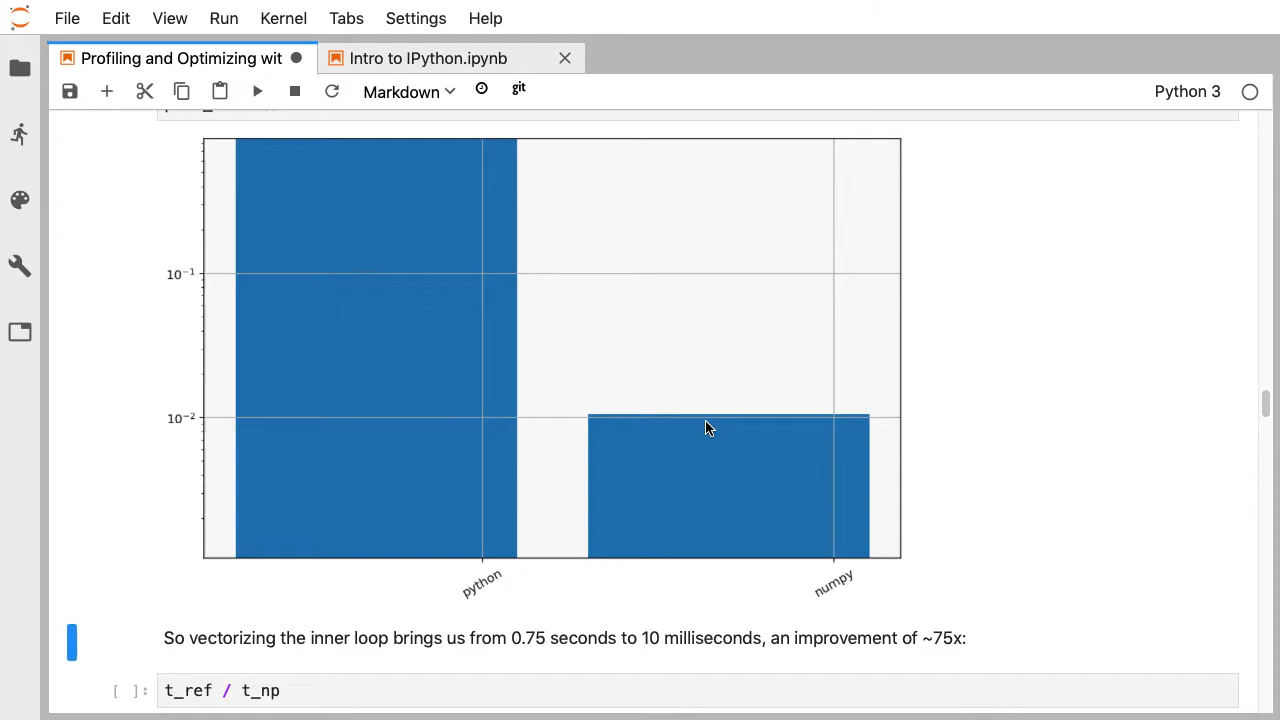 File Edit View Run Kernel Tabs Settings Help
Profiling and Optimizing wit
Intro to IPython.ipynb
Markdown
git
Python 3
10⁻¹
10⁻²
python
numpy
So vectorizing the inner loop brings us from 0.75 seconds to 10 milliseconds, an improvement of ~75x:
[ ]: t_ref / t_np